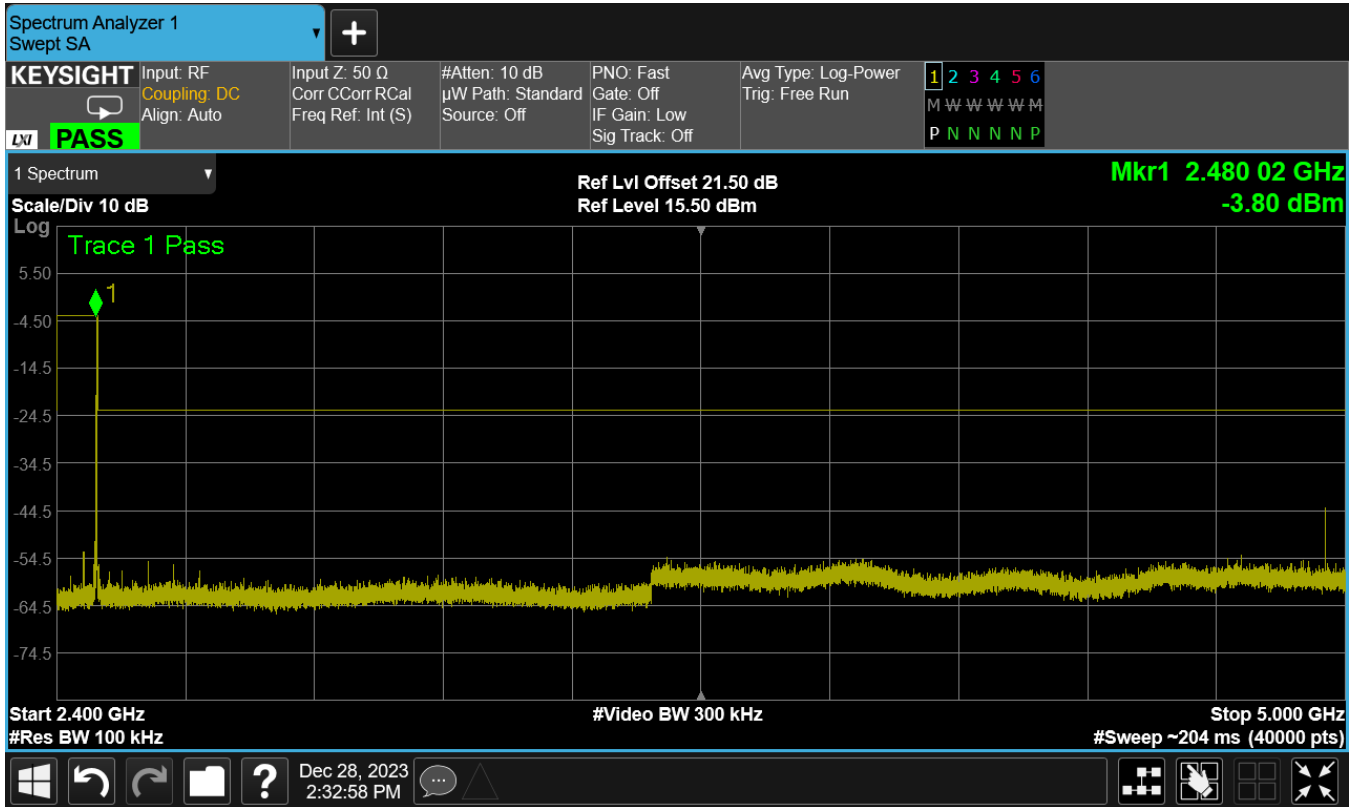 Spectrum Analyzer 1
Swept SA
KEYSIGHT
LXI
PASS
Input: RF
Coupling: DC
Align: Auto
Input Z: 50 Ω
Corr CCorr RCal
Freq Ref: Int (S)
#Atten: 10 dB
µW Path: Standard
Source: Off
PNO: Fast
Gate: Off
IF Gain: Low
Sig Track: Off
Avg Type: Log-Power
Trig: Free Run
1 2 3 4 5 6
M W W W W M
P N N N N P
1 Spectrum
Scale/Div 10 dB
Ref Lvl Offset 21.50 dB
Ref Level 15.50 dBm
Mkr1 2.480 02 GHz
-3.80 dBm
Log
Trace 1 Pass
5.50
1
-4.50
-14.5
-24.5
-34.5
-44.5
-54.5
-64.5
-74.5
Start 2.400 GHz
#Video BW 300 kHz
Stop 5.000 GHz
#Res BW 100 kHz
#Sweep ~204 ms (40000 pts)
?
Dec 28, 2023
2:32:58 PM